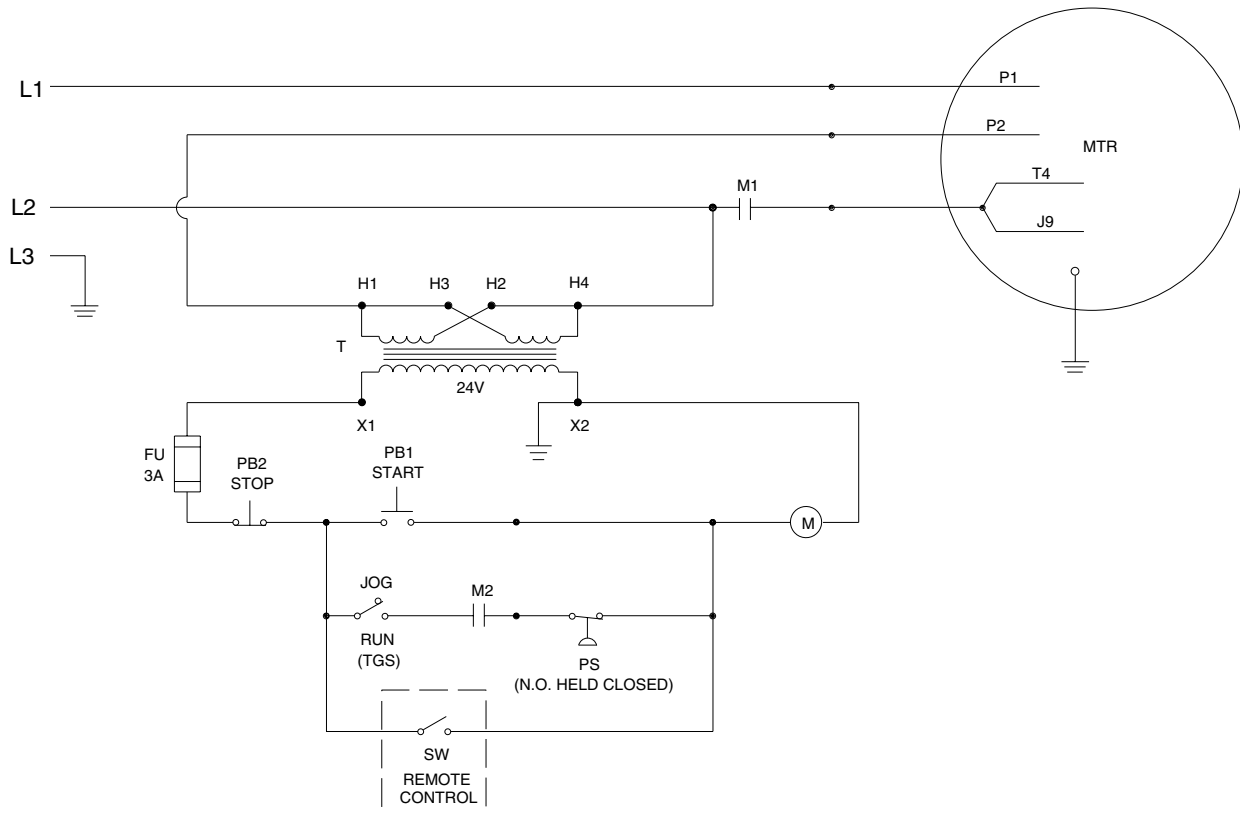 L1
P1
P2
MTR
T4
M1
L2
J9
L3
H1
H3
H2
H4
T
24V
X1
X2
FU
3A
PB2
STOP
PB1
START
M
JOG
M2
RUN
(TGS)
PS
(N.O. HELD CLOSED)
SW
REMOTE
CONTROL